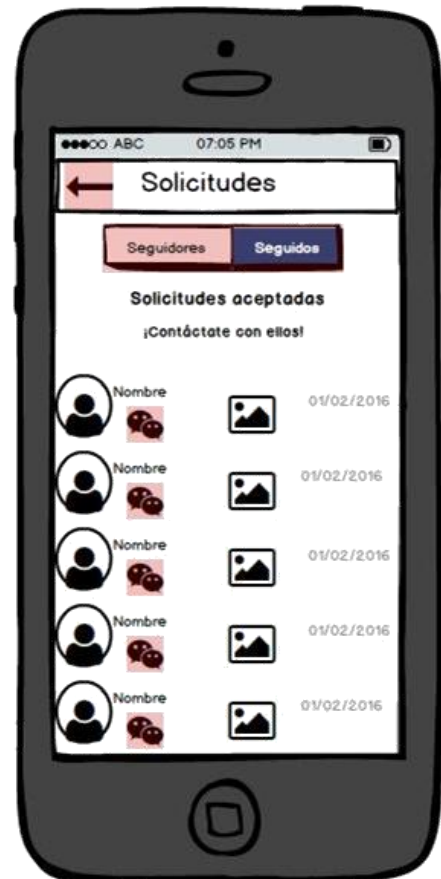 ABC 07:05 PM
Solicitudes
Seguidores Seguidos
Solicitudes aceptadas
¡Contáctate con ellos!
Nombre 01/02/2016
Nombre 01/02/2016
Nombre 01/02/2016
Nombre 01/02/2016
Nombre 01/02/2016